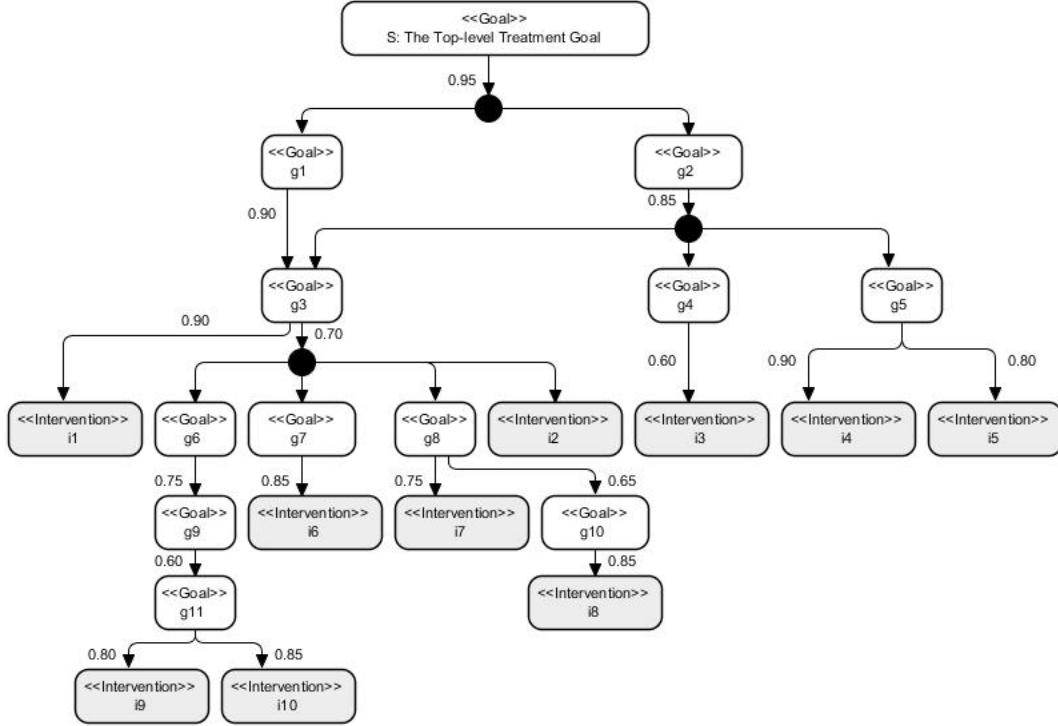 <<Goal>>
S: The Top-level Treatment Goal
0.95
<<Goal>>
g1
<<Goal>>
g2
0.90
0.85
<<Goal>>
g3
<<Goal>>
g4
<<Goal>>
g5
0.90
0.70
0.60
0.90
0.80
<<Intervention>>
i1
<<Goal>>
g6
<<Goal>>
g7
<<Goal>>
g8
<<Intervention>>
i2
<<Intervention>>
i3
<<Intervention>>
i4
<<Intervention>>
i5
0.75
0.85
0.75
0.65
<<Goal>>
g9
<<Intervention>>
i6
<<Intervention>>
i7
<<Goal>>
g10
0.60
0.85
<<Goal>>
g11
<<Intervention>>
i8
0.80
0.85
<<Intervention>>
i9
<<Intervention>>
i10